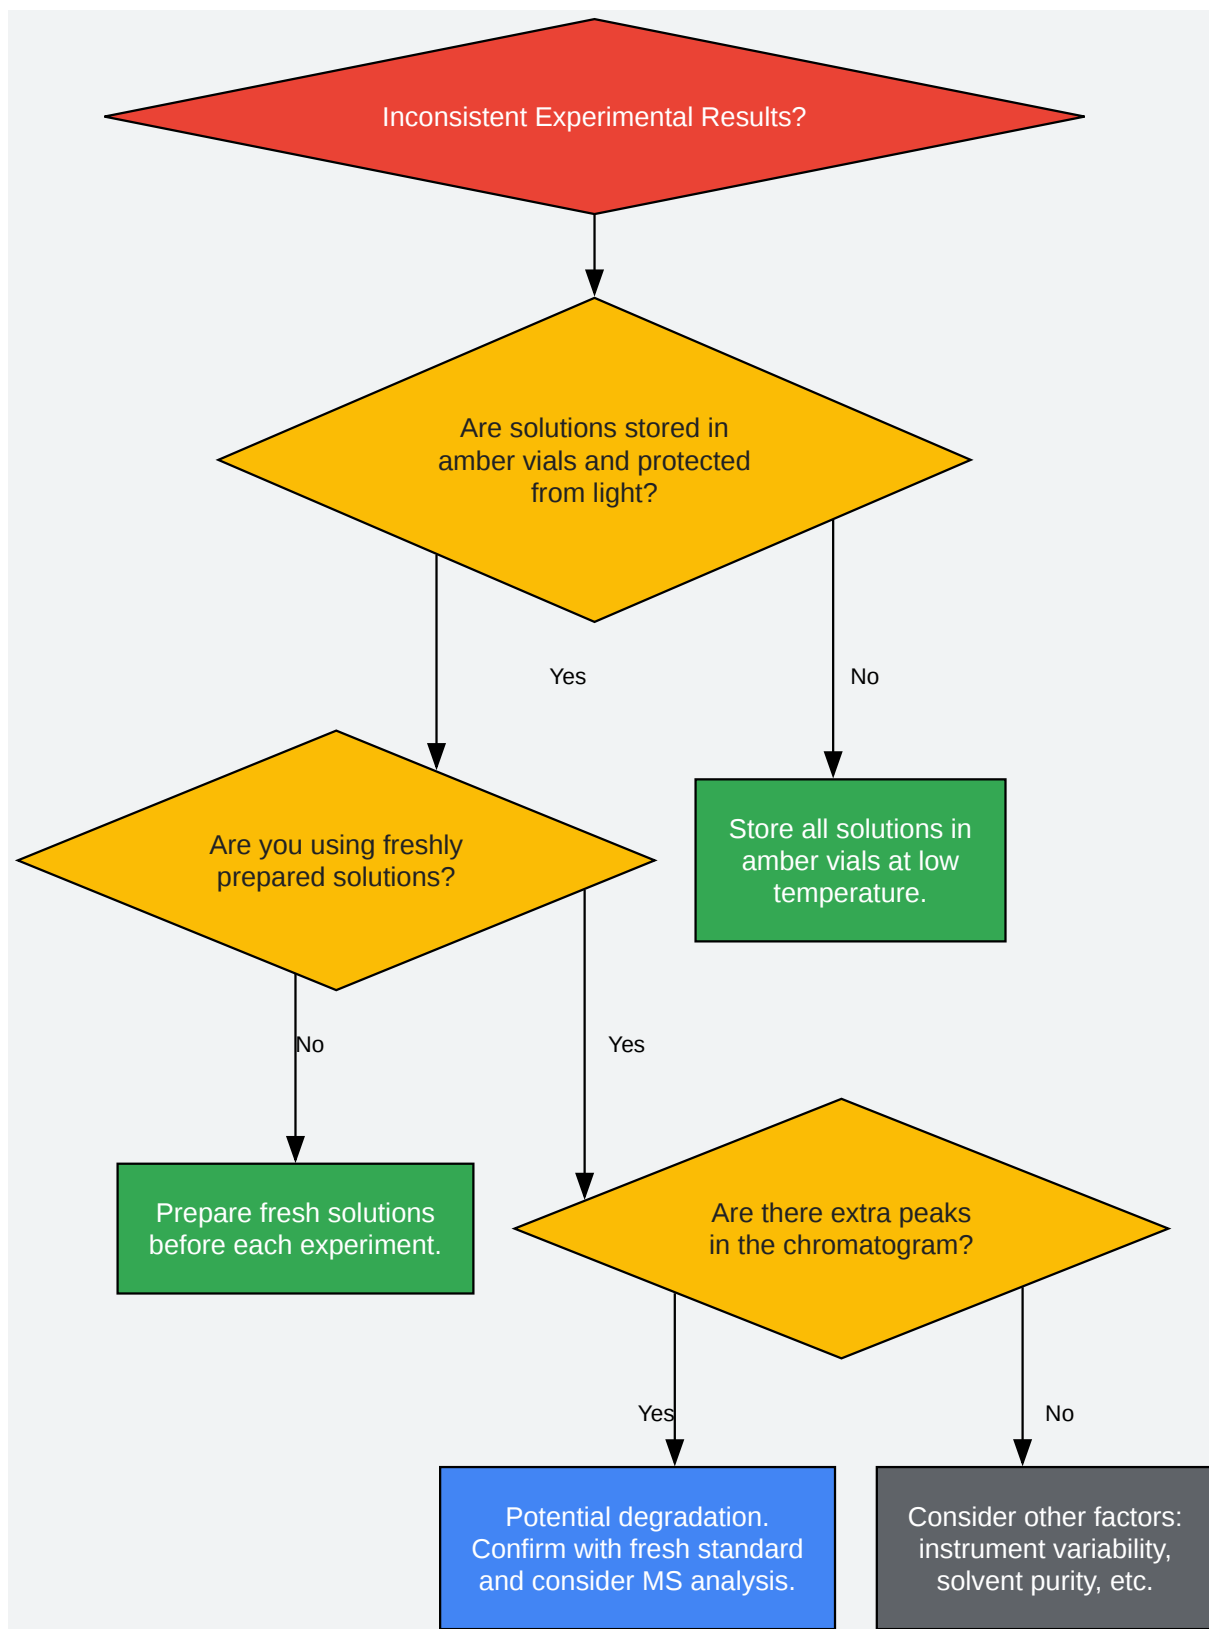 Inconsistent Experimental Results?
Are solutions stored in
amber vials and protected
from light?
Yes
No
Are you using freshly
prepared solutions?
Store all solutions in
amber vials at low
temperature.
No
Yes
Prepare fresh solutions
before each experiment.
Are there extra peaks
in the chromatogram?
Yes
No
Potential degradation.
Confirm with fresh standard
and consider MS analysis.
Consider other factors:
instrument variability,
solvent purity, etc.